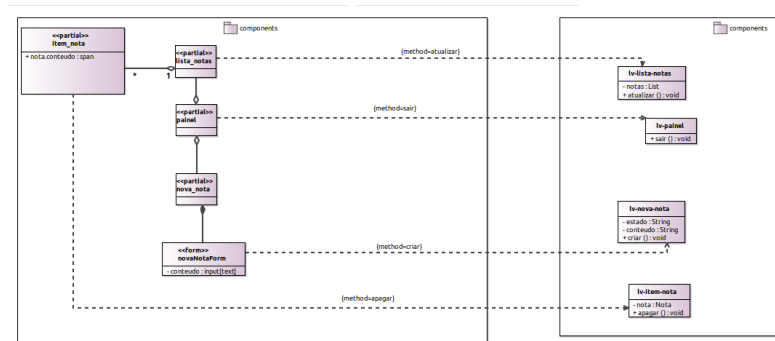 components
<<partial>>
item_nota
+ nota.conteudo : span
<<partial>>
lista_notas
*
1
<<partial>>
painel
<<partial>>
nova_nota
<<form>>
novaNotaForm
- conteudo : input[text]
{method=atualizar}
{method=sair}
{method=criar}
{method=apagar}
components
lv-lista-notas
- notas : List
+ atualizar () : void
lv-painel
+ sair () : void
lv-nova-nota
- estado : String
- conteudo : String
+ criar () : void
lv-item-nota
- nota : Nota
+ apagar () : void